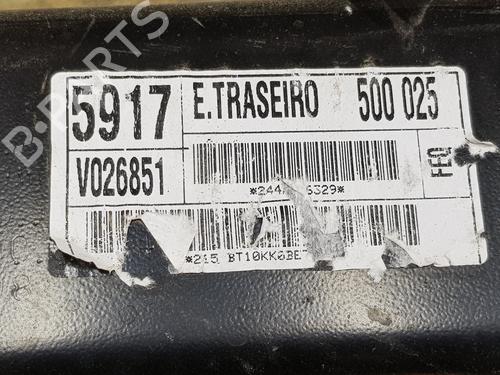 5917 E.TRASEIRO 500 025
V026851
FEQ
B-PARTS